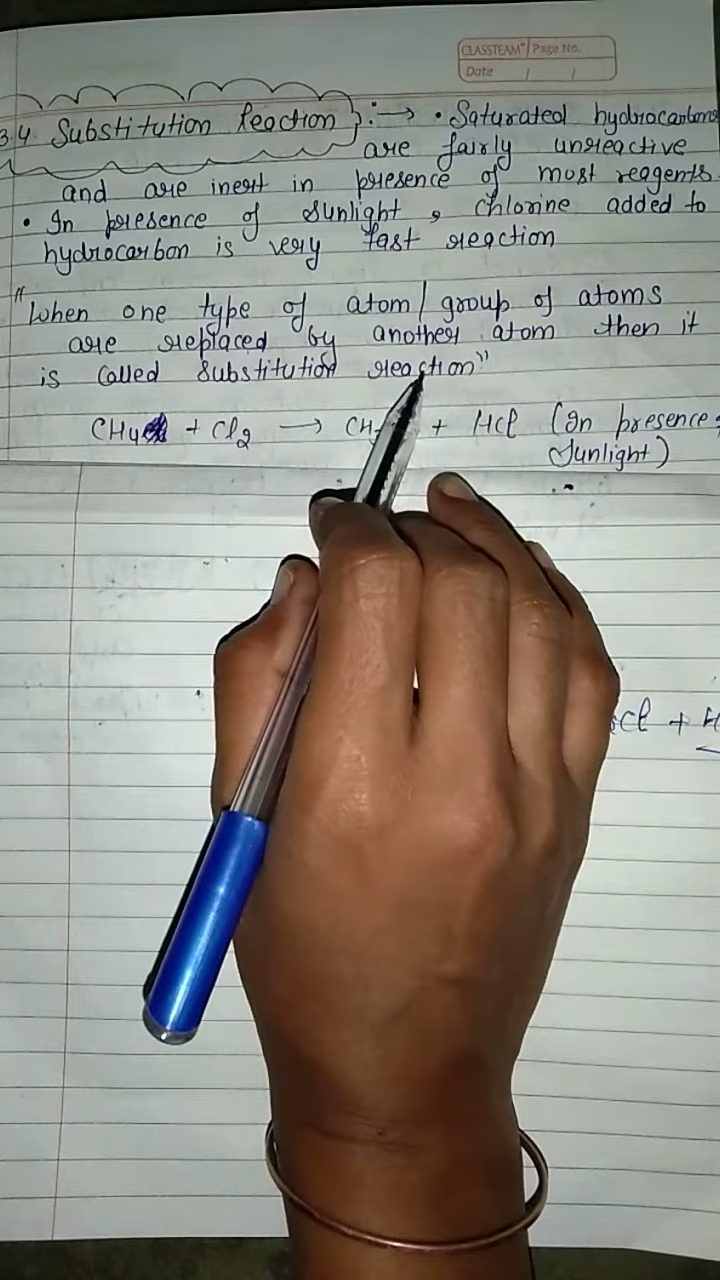 CLASSTEAM Page No.
Date / /
3.4 Substitution Reaction :→ • Saturated hydrocarbons
are fairly unreactive
and are inert in presence of most reagents.
• In presence of sunlight, chlorine added to
hydrocarbon is very fast reaction
"When one type of atom/group of atoms
are replaced by another atom then it
is called substitution reaction"
CH4 + Cl2 → CH + HCl (In presence
Sunlight)
Cl +